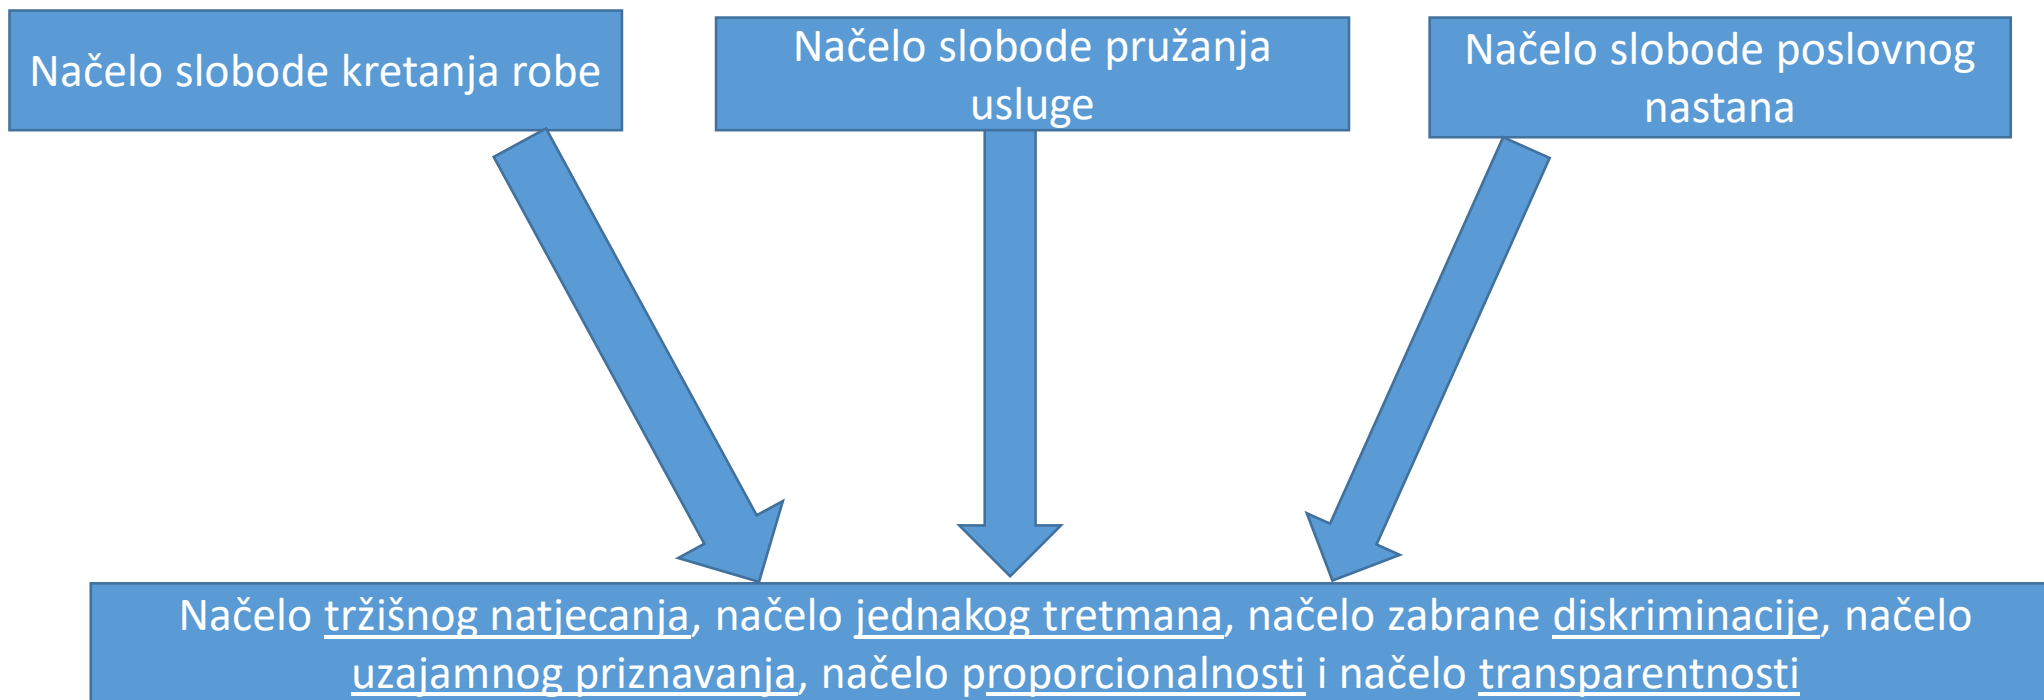 Načelo slobode kretanja robe
Načelo slobode pružanja
usluge
Načelo slobode poslovnog
nastana
Načelo tržišnog natjecanja, načelo jednakog tretmana, načelo zabrane diskriminacije, načelo
uzajamnog priznavanja, načelo proporcionalnosti i načelo transparentnosti